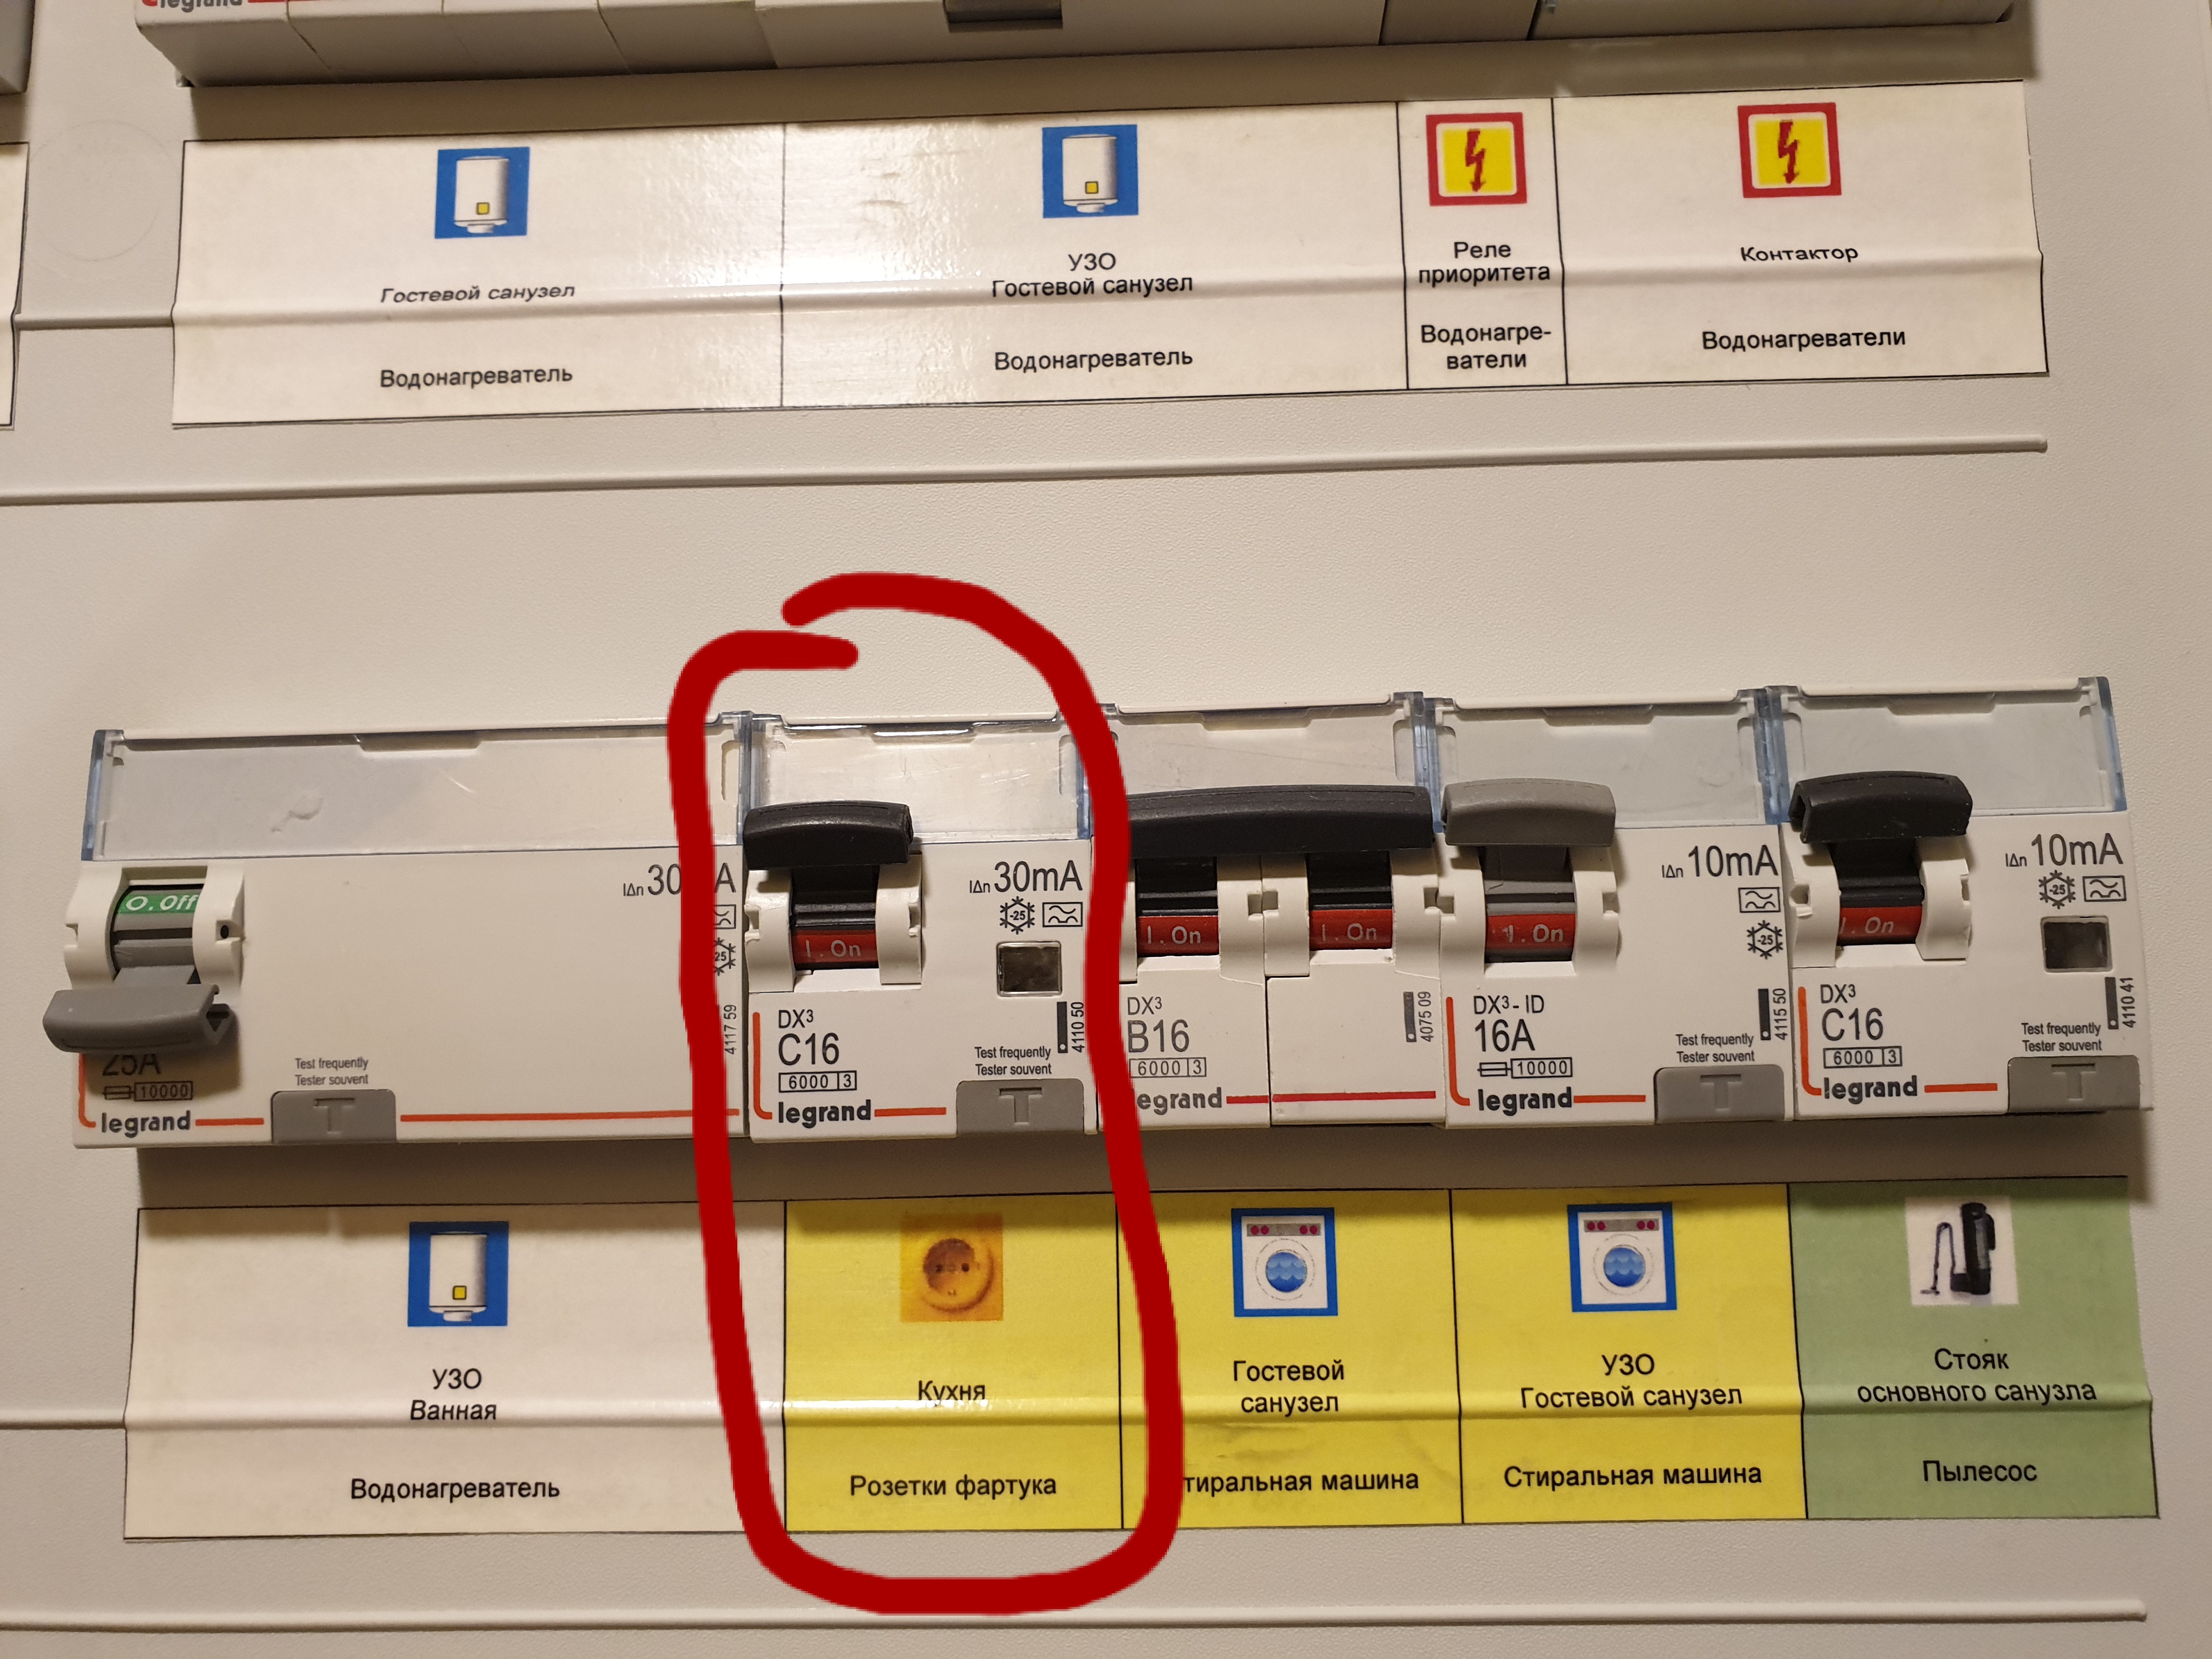 legrand
Гостевой санузел
Водонагреватель
УЗО
Гостевой санузел
Водонагреватель
Реле
приоритета
Водонагре-
ватели
Контактор
Водонагреватели
O.Off
IΔn 30 A
25
4117 59
25A
10000
Test frequently
Tester souvent
T
legrand
I.On
IΔn 30mA
-25
DX³
C16
6000 3
4110 50
Test frequently
Tester souvent
T
legrand
I.On
I.On
DX³
B16
6000 3
4075 09
egrand
I.On
IΔn 10mA
-25
DX³-ID
16A
10000
4115 50
Test frequently
Tester souvent
T
legrand
I.On
IΔn 10mA
-25
DX³
C16
6000 3
4110 41
Test frequently
Tester souvent
T
legrand
УЗО
Ванная
Водонагреватель
Кухня
Розетки фартука
Гостевой
санузел
тиральная машина
УЗО
Гостевой санузел
Стиральная машина
Стояк
основного санузла
Пылесос